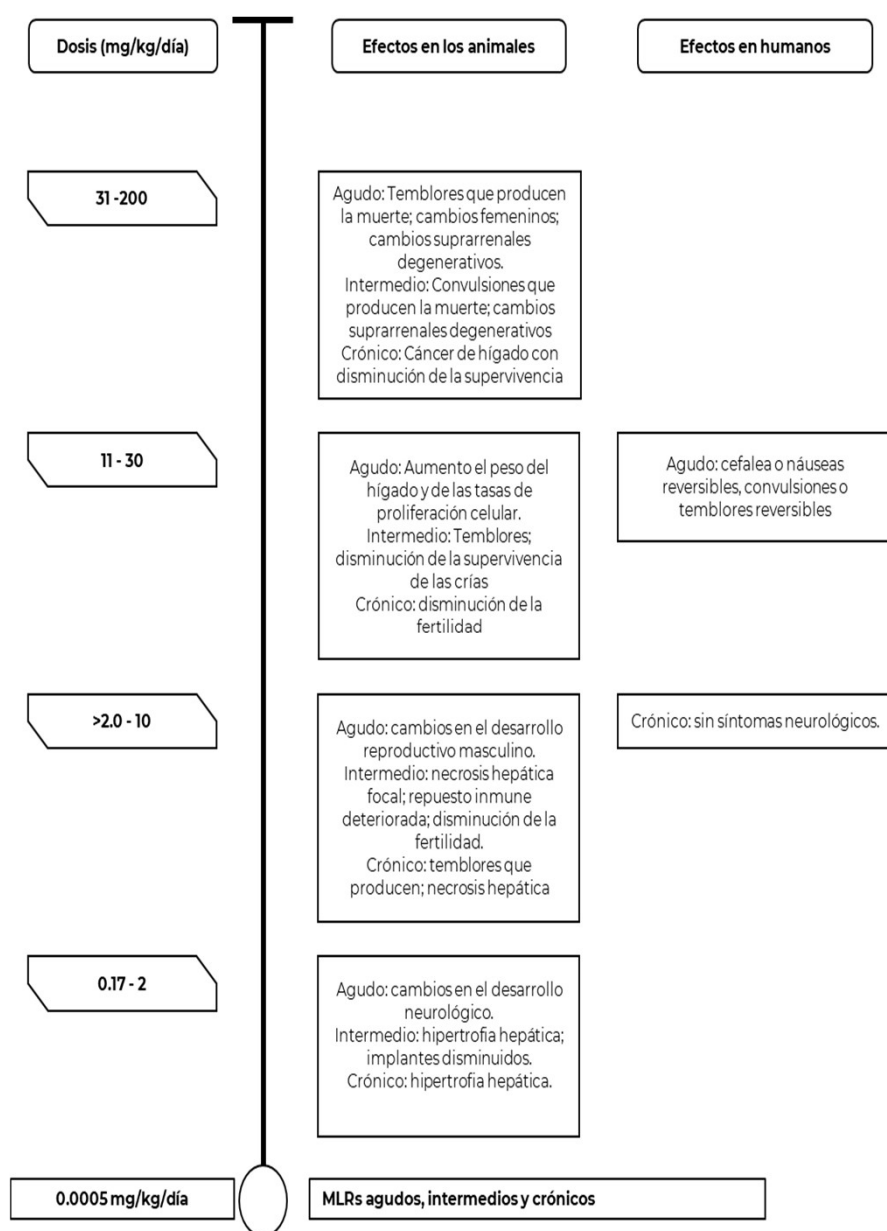 Dosis (mg/kg/día)
Efectos en los animales
Efectos en humanos
31 -200
Agudo: Temblores que producen
la muerte; cambios femeninos;
cambios suprarrenales
degenerativos.
Intermedio: Convulsiones que
producen la muerte; cambios
suprarrenales degenerativos
Crónico: Cáncer de hígado con
disminución de la supervivencia
11 - 30
Agudo: Aumento el peso del
hígado y de las tasas de
proliferación celular.
Intermedio: Temblores;
disminución de la supervivencia
de las crías
Crónico: disminución de la
fertilidad
Agudo: cefalea o náuseas
reversibles, convulsiones o
temblores reversibles
>2.0 - 10
Agudo: cambios en el desarrollo
reproductivo masculino.
Intermedio: necrosis hepática
focal; repuesto inmune
deteriorada; disminución de la
fertilidad.
Crónico: temblores que
producen; necrosis hepática
Crónico: sin síntomas neurológicos.
0.17 - 2
Agudo: cambios en el desarrollo
neurológico.
Intermedio: hipertrofia hepática;
implantes disminuidos.
Crónico: hipertrofia hepática.
0.0005 mg/kg/día
MLRs agudos, intermedios y crónicos